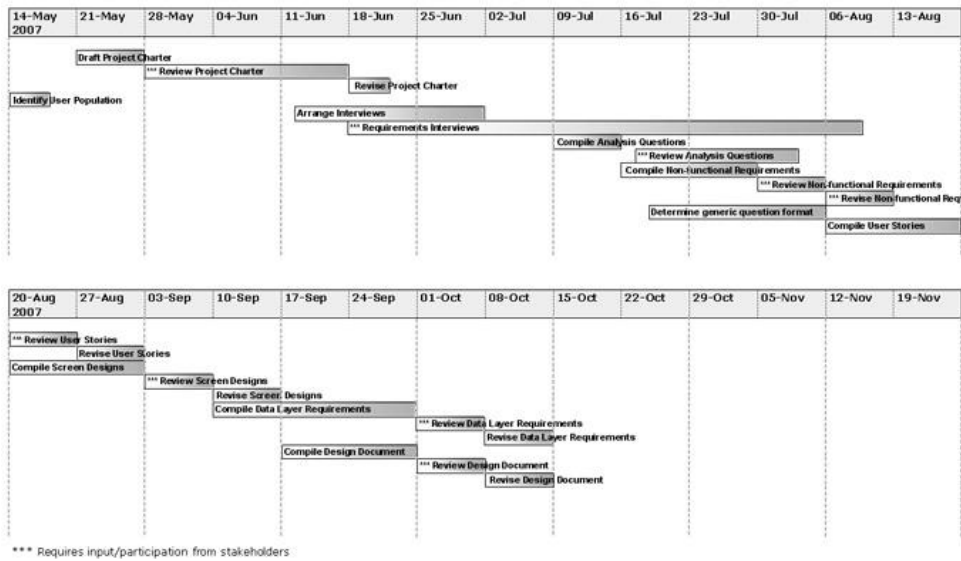 14-May 21-May 28-May 04-Jun 11-Jun 18-Jun 25-Jun 02-Jul 09-Jul 16-Jul 23-Jul 30-Jul 06-Aug 13-Aug
2007
Draft Project Charter
*** Review Project Charter
Revise Project Charter
Identify User Population
Arrange Interviews
*** Requirements Interviews
Compile Analysis Questions
*** Review Analysis Questions
Compile Non-functional Requirements
*** Review Non-functional Requirements
*** Revise Non-functional Req
Determine generic question format
Compile User Stories
20-Aug 27-Aug 03-Sep 10-Sep 17-Sep 24-Sep 01-Oct 08-Oct 15-Oct 22-Oct 29-Oct 05-Nov 12-Nov 19-Nov
2007
*** Review User Stories
Revise User Stories
Compile Screen Designs
*** Review Screen Designs
Revise Screen Designs
Compile Data Layer Requirements
*** Review Data Layer Requirements
Revise Data Layer Requirements
Compile Design Document
*** Review Design Document
Revise Design Document
*** Requires input/participation from stakeholders